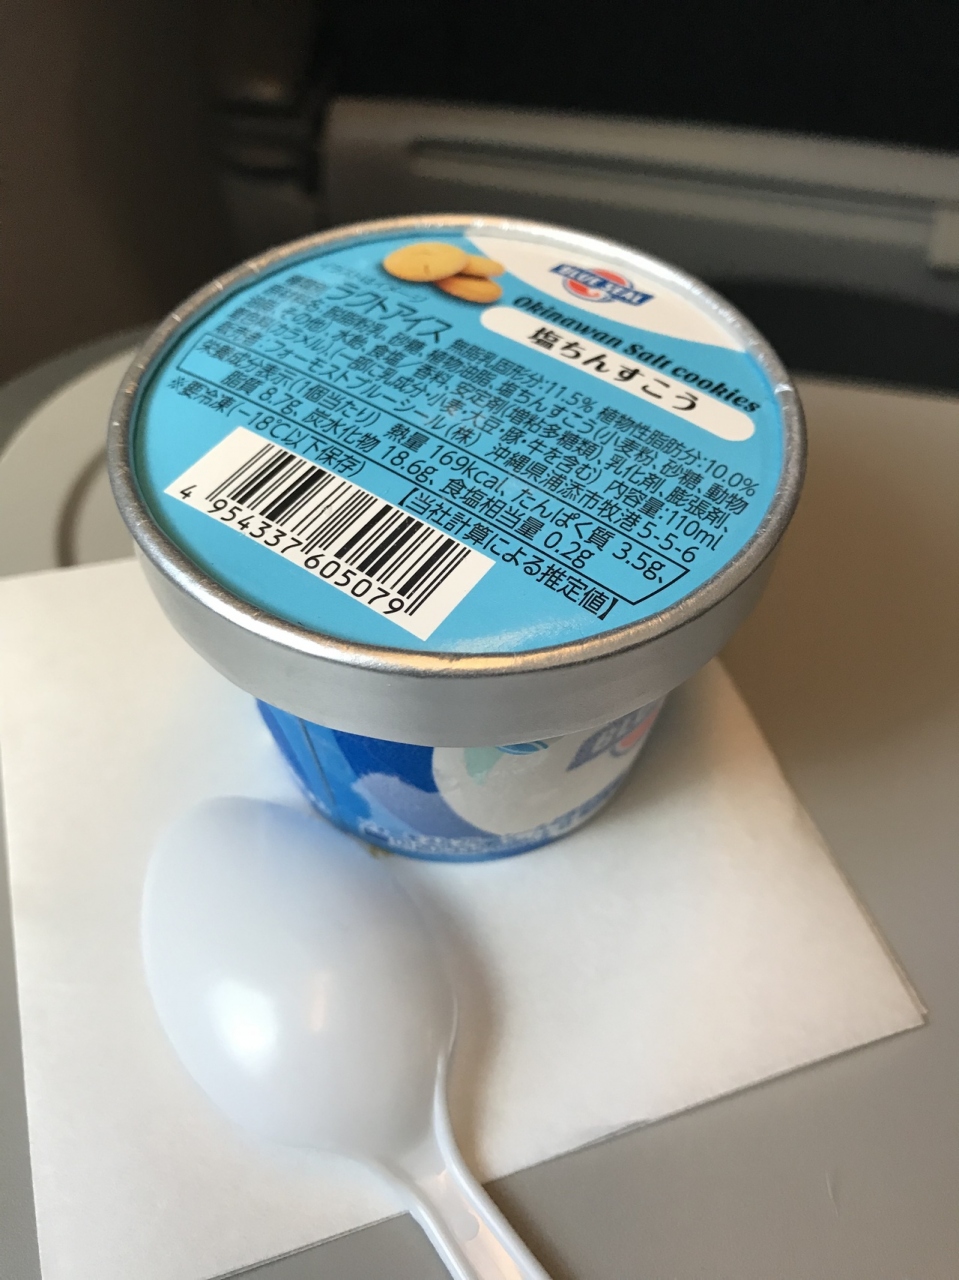 BLUE SEAL
Okinawan Salt cookies
塩ちんすこう
ラクトアイス
無脂乳固形分:11.5% 植物性脂肪分:10.0%
砂糖、植物油脂、塩ちんすこう(小麦粉、砂糖、動物
食塩/香料、安定剤(増粘多糖類)、乳化剤、膨張剤、
カラメル、(一部に乳成分・小麦・大豆・豚・牛を含む) 内容量:110ml
フォーモストブルーシール(株) 沖縄県浦添市牧港5-5-6
栄養成分表示(1個当たり) 熱量 169kcal、たんぱく質 3.5g、
脂質 8.7g、炭水化物 18.6g、食塩相当量 0.2g
※要冷凍(-18℃以下保存)
【当社計算による推定値】
4 954337 605079